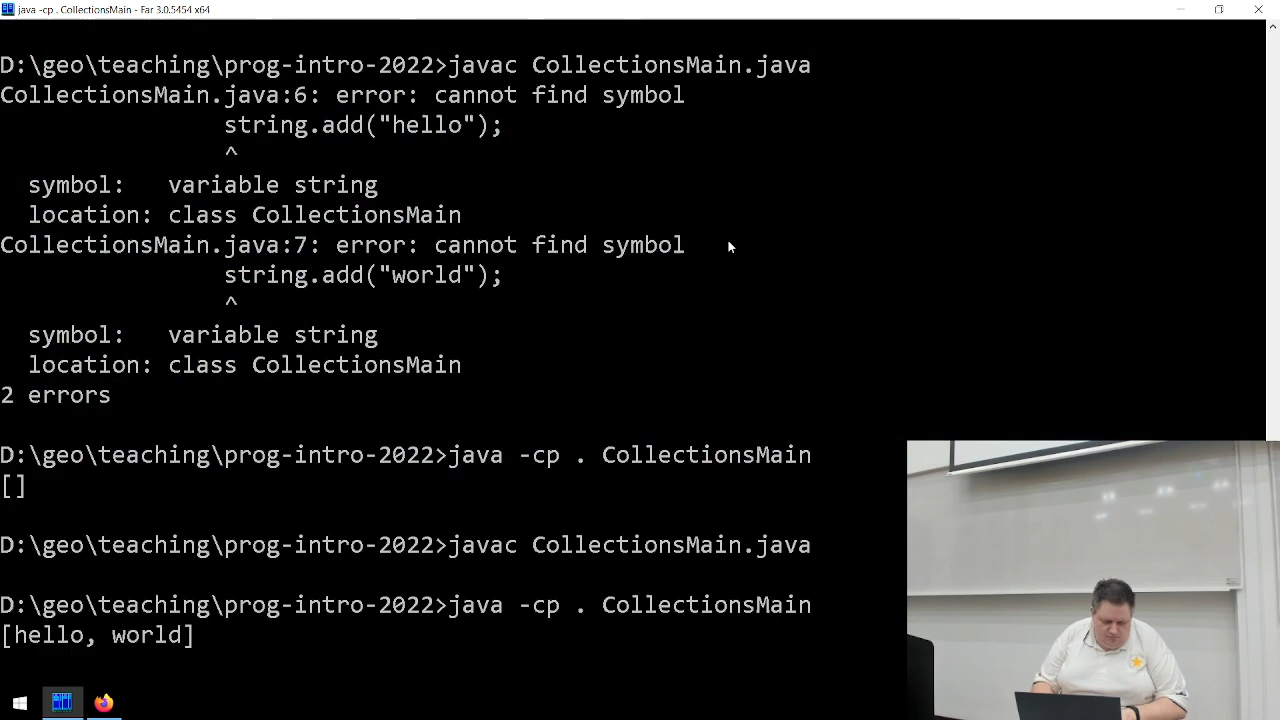 java -cp . CollectionsMain - Far 3.0.5454 x64
D:\geo\teaching\prog-intro-2022>javac CollectionsMain.java
CollectionsMain.java:6: error: cannot find symbol
                string.add("hello");
                ^
  symbol:   variable string
  location: class CollectionsMain
CollectionsMain.java:7: error: cannot find symbol
                string.add("world");
                ^
  symbol:   variable string
  location: class CollectionsMain
2 errors
D:\geo\teaching\prog-intro-2022>java -cp . CollectionsMain
[]
D:\geo\teaching\prog-intro-2022>javac CollectionsMain.java
D:\geo\teaching\prog-intro-2022>java -cp . CollectionsMain
[hello, world]